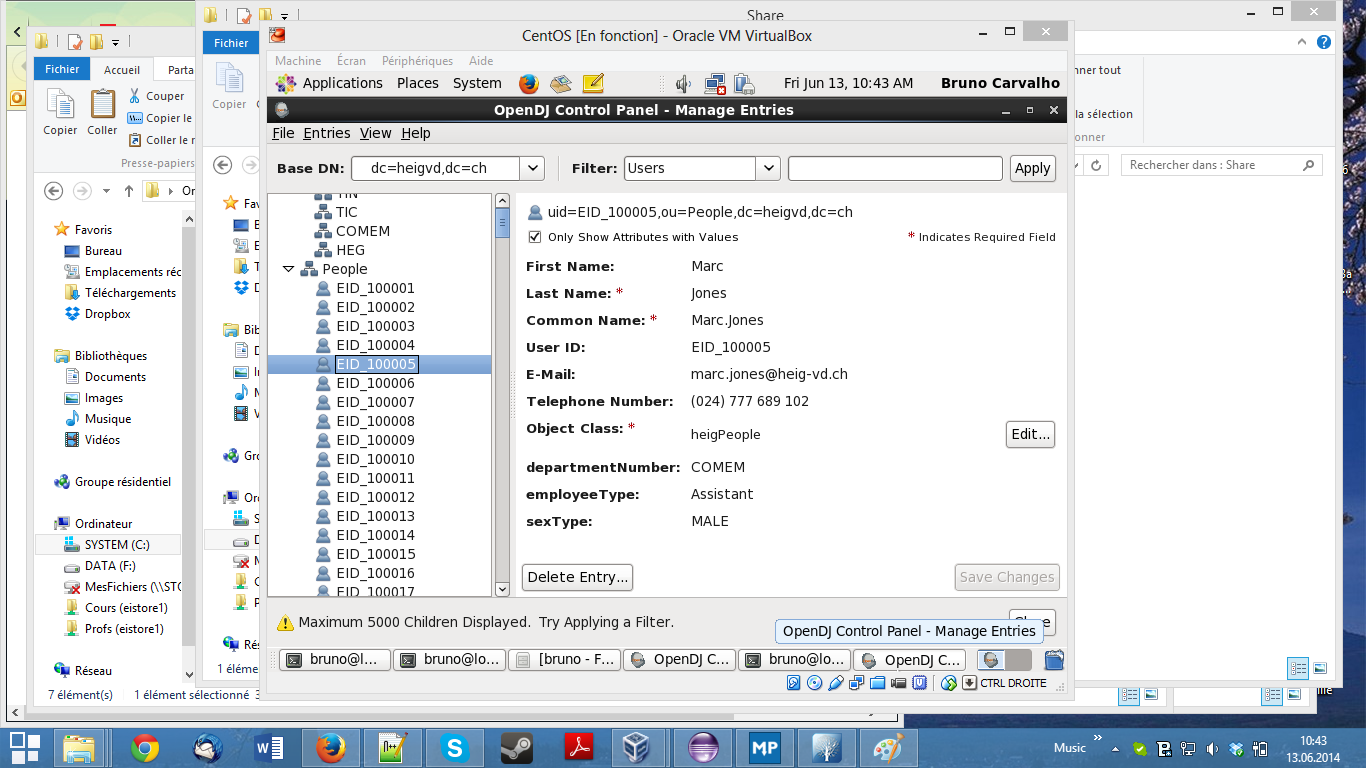 Share
Fichier
Accueil
Parta
Copier
Coller
Couper
Copier le
Coller le r
Presse-papiers
Fichier
Copier
Or
Favoris
Bureau
Emplacements réc
Téléchargements
Dropbox
Bibliothèques
Documents
Images
Musique
Vidéos
Groupe résidentiel
Ordinateur
SYSTEM (C:)
DATA (F:)
MesFichiers (\\STO
Cours (eistore1)
Profs (eistore1)
Réseau
7 élément(s)
1 élément sélectionné 3
Fav
Bib
Gro
Ord
Rés
1 élément
CentOS [En fonction] - Oracle VM VirtualBox
Machine Écran Périphériques Aide
Applications Places System
Fri Jun 13, 10:43 AM
Bruno Carvalho
OpenDJ Control Panel - Manage Entries
File Entries View Help
Base DN: dc=heigvd,dc=ch
Filter: Users
Apply
TIN
TIC
COMEM
HEG
People
EID_100001
EID_100002
EID_100003
EID_100004
EID_100005
EID_100006
EID_100007
EID_100008
EID_100009
EID_100010
EID_100011
EID_100012
EID_100013
EID_100014
EID_100015
EID_100016
EID_100017
uid=EID_100005,ou=People,dc=heigvd,dc=ch
Only Show Attributes with Values
* Indicates Required Field
First Name: Marc
Last Name: * Jones
Common Name: * Marc.Jones
User ID: EID_100005
E-Mail: marc.jones@heig-vd.ch
Telephone Number: (024) 777 689 102
Object Class: * heigPeople
Edit...
departmentNumber: COMEM
employeeType: Assistant
sexType: MALE
Delete Entry...
Save Changes
Maximum 5000 Children Displayed. Try Applying a Filter.
Close
OpenDJ Control Panel - Manage Entries
bruno@l...
bruno@lo...
[bruno - F...
OpenDJ C...
bruno@lo...
OpenDJ C...
CTRL DROITE
ner tout
la sélection
onner
Rechercher dans : Share
Music
10:43
13.06.2014